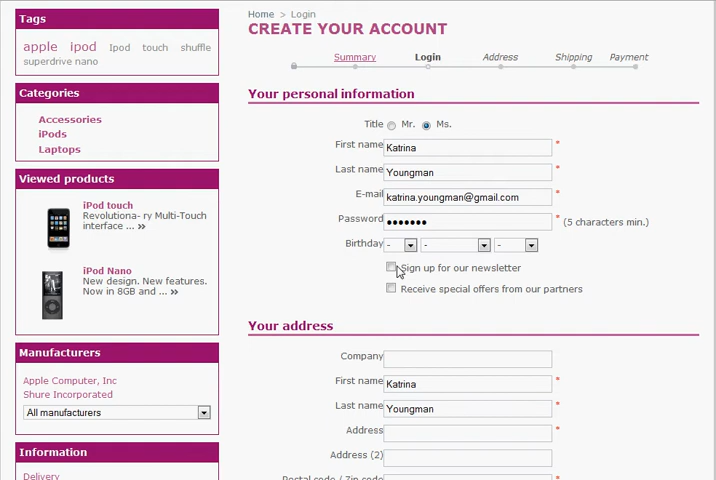 Tags
apple ipod Ipod touch shuffle
superdrive nano
Categories
Accessories
iPods
Laptops
Viewed products
iPod touch
Revolutiona- ry Multi-Touch
interface ... »
iPod Nano
New design. New features.
Now in 8GB and ... »
Manufacturers
Apple Computer, Inc
Shure Incorporated
All manufacturers
Information
Delivery
Home > Login
CREATE YOUR ACCOUNT
Summary Login Address Shipping Payment
Your personal information
Title Mr. Ms.
First name Katrina *
Last name Youngman *
E-mail katrina.youngman@gmail.com *
Password ●●●●●●● * (5 characters min.)
Birthday - - -
Sign up for our newsletter
Receive special offers from our partners
Your address
Company
First name Katrina *
Last name Youngman *
Address *
Address (2)
Postal code / Zip code *